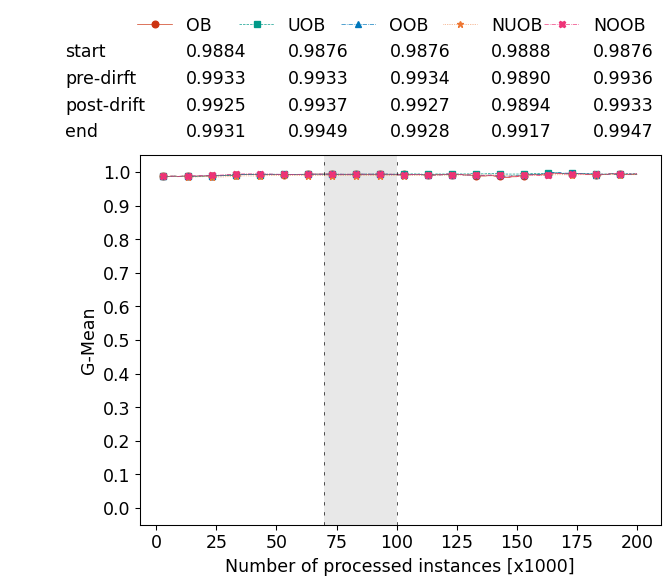 OB UOB OOB NUOB NOOB
start 0.9884 0.9876 0.9876 0.9888 0.9876
pre-dirft 0.9933 0.9933 0.9934 0.9890 0.9936
post-drift 0.9925 0.9937 0.9927 0.9894 0.9933
end 0.9931 0.9949 0.9928 0.9917 0.9947
1.0
0.9
0.8
0.7
0.6
0.5
0.4
0.3
0.2
0.1
0.0
G-Mean
0 25 50 75 100 125 150 175 200
Number of processed instances [x1000]